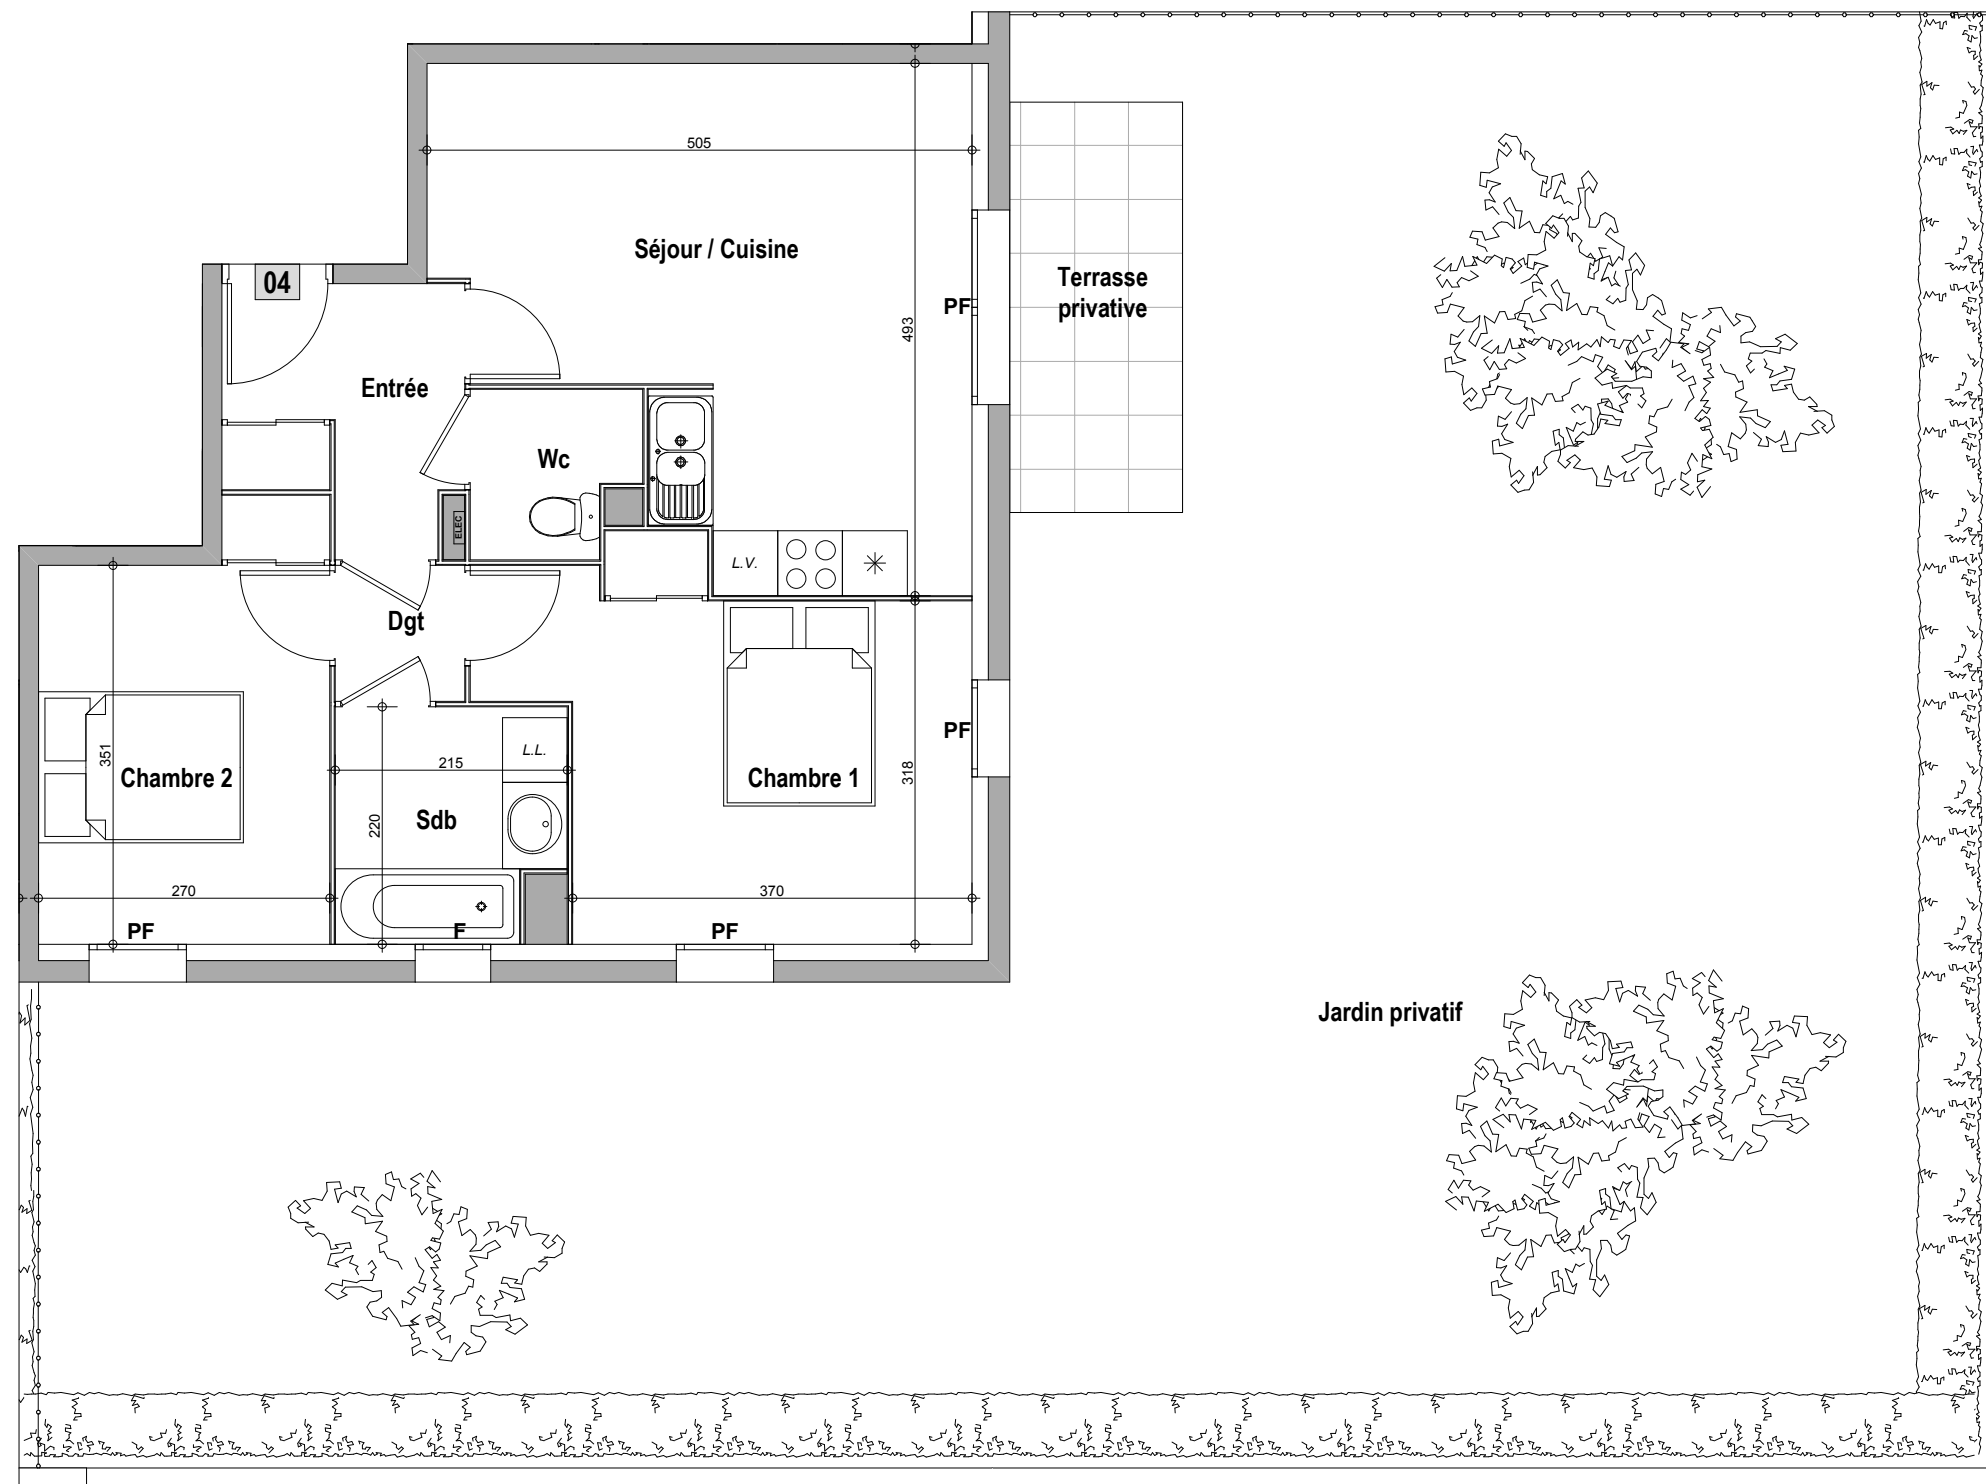 505
Séjour / Cuisine
04
Terrasse
privative
PF
493
Entrée
Wc
ELEC
L.V.
Dgt
PF
351
L.L.
215
Chambre 2
Chambre 1
318
220
Sdb
270
370
PF
F
PF
Jardin privatif